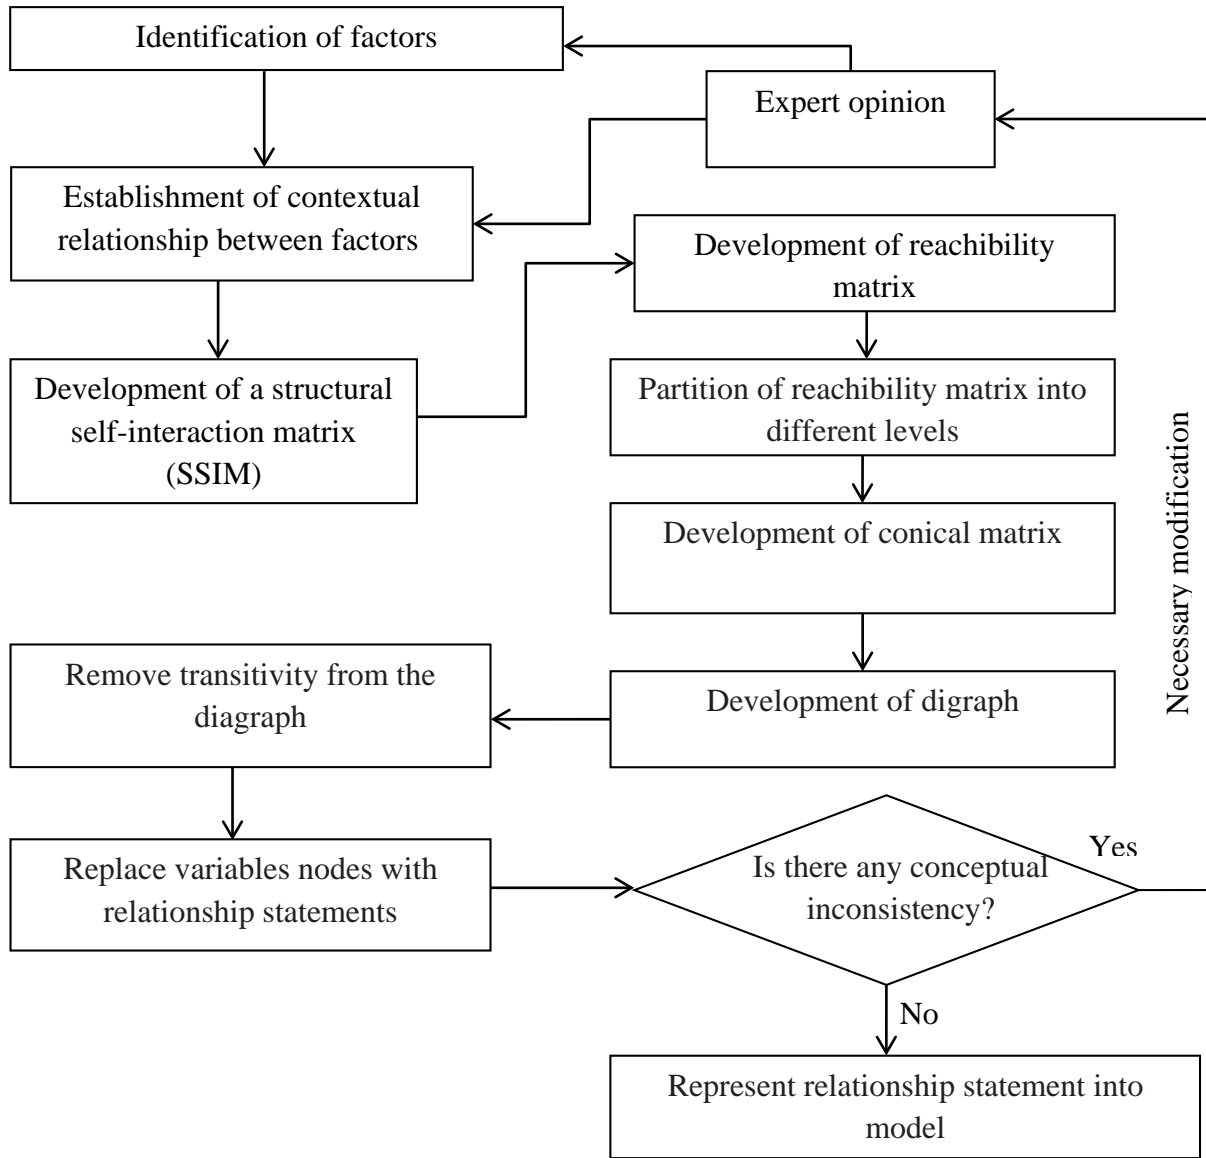 Identification of factors
Expert opinion
Establishment of contextual
relationship between factors
Development of reachibility
matrix
Development of a structural
self-interaction matrix
(SSIM)
Partition of reachibility matrix into
different levels
Development of conical matrix
Necessary modification
Remove transitivity from the
diagraph
Development of digraph
Replace variables nodes with
relationship statements
Is there any conceptual
inconsistency?
Yes
No
Represent relationship statement into
model